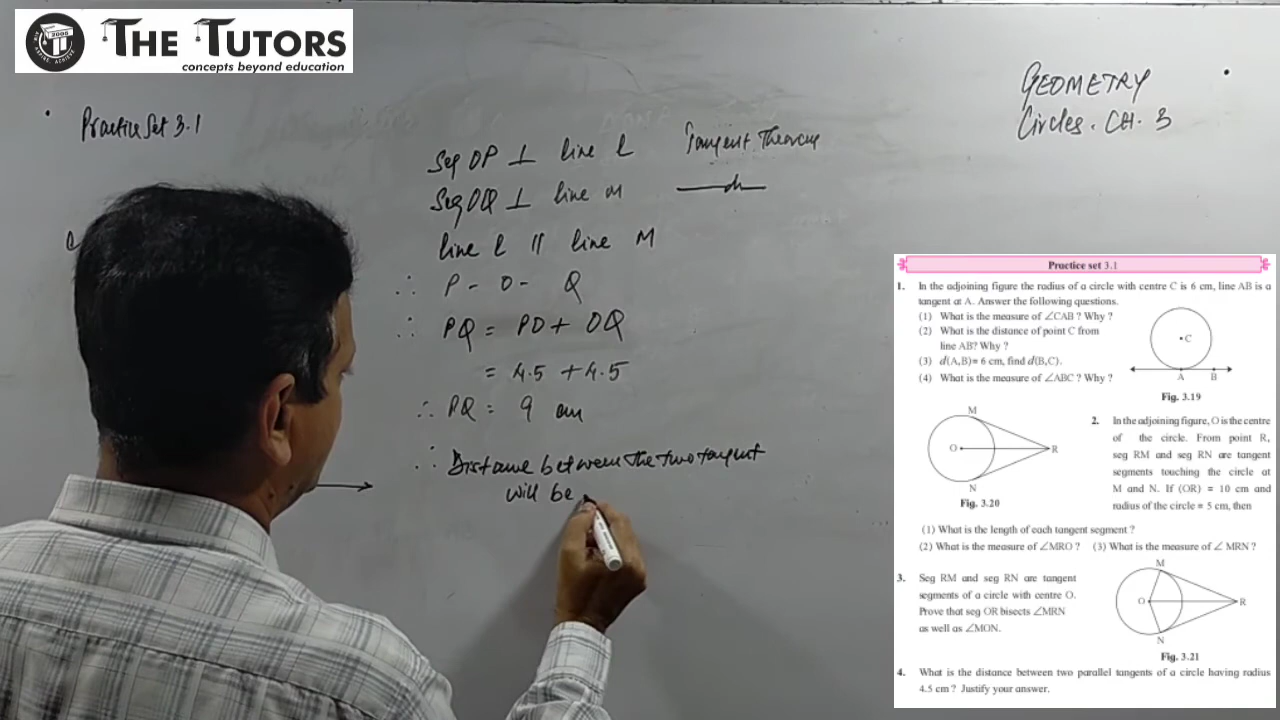 THE TUTORS
concepts beyond education
2008
GEOMETRY
Circles. CH. 3
Practice Set 3.1
Seg OP ⊥ line l Tangent Theorem
Seg OQ ⊥ line M
line l || line M
∴ P - O - Q
∴ PQ = PO + OQ
= 4.5 + 4.5
∴ PQ = 9 cm
∴ Distance between the two tangent
will be
Practice set 3.1
1. In the adjoining figure the radius of a circle with centre C is 6 cm, line AB is a
tangent at A. Answer the following questions.
(1) What is the measure of ∠CAB ? Why ?
(2) What is the distance of point C from
line AB? Why ?
(3) d(A,B)= 6 cm, find d(B,C).
(4) What is the measure of ∠ABC ? Why ?
C
A B
Fig. 3.19
M
O R
N
Fig. 3.20
2. In the adjoining figure, O is the centre
of the circle. From point R,
seg RM and seg RN are tangent
segments touching the circle at
M and N. If (OR) = 10 cm and
radius of the circle = 5 cm, then
(1) What is the length of each tangent segment ?
(2) What is the measure of ∠MRO ? (3) What is the measure of ∠ MRN ?
3. Seg RM and seg RN are tangent
segments of a circle with centre O.
Prove that seg OR bisects ∠MRN
as well as ∠MON.
M
O R
N
Fig. 3.21
4. What is the distance between two parallel tangents of a circle having radius
4.5 cm ? Justify your answer.